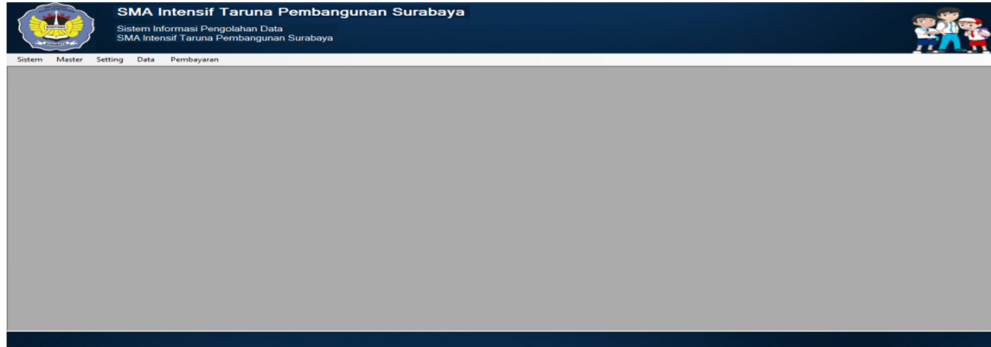 SMA Intensif Taruna Pembangunan Surabaya
Sistem Informasi Pengolahan Data
SMA Intensif Taruna Pembangunan Surabaya
Sistem Master Setting Data Pembayaran